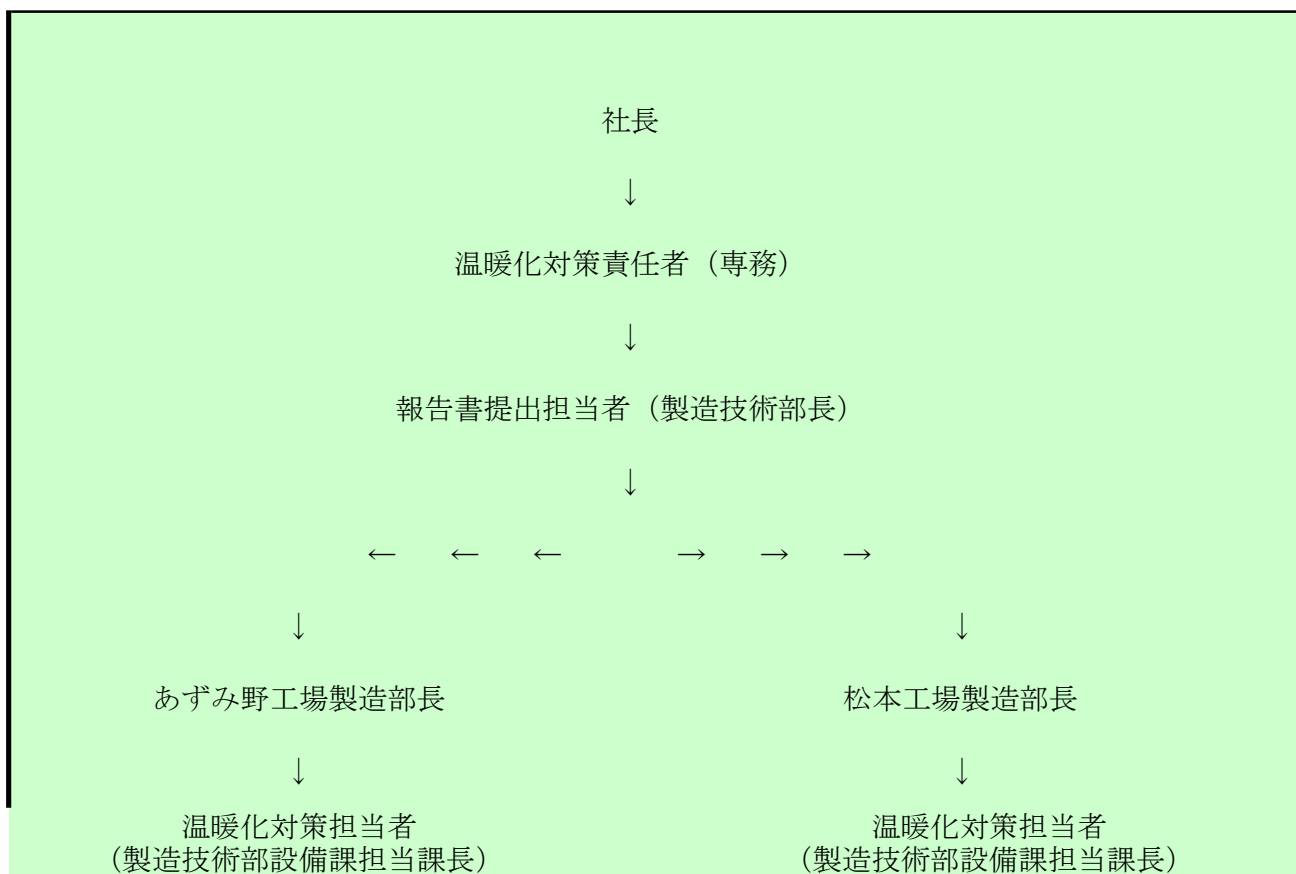 社長
↓
温暖化対策責任者（専務）
↓
報告書提出担当者（製造技術部長）
↓
← ← ← → → →
↓ ↓
あずみ野工場製造部長 松本工場製造部長
↓ ↓
温暖化対策担当者 温暖化対策担当者
（製造技術部設備課担当課長） （製造技術部設備課担当課長）